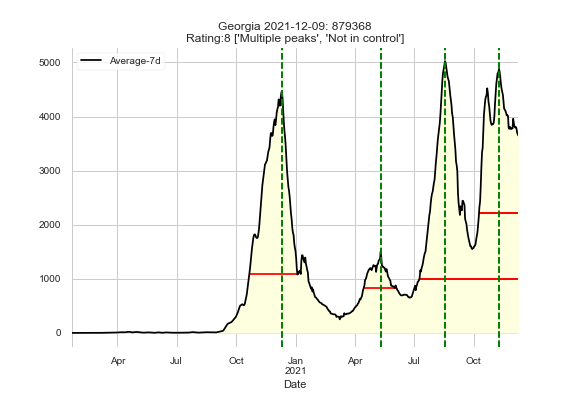 Georgia 2021-12-09: 879368
Rating:8 ['Multiple peaks', 'Not in control']
Average-7d
5000
4000
3000
2000
1000
0
Apr Jul Oct Jan Apr Jul Oct
2021
Date